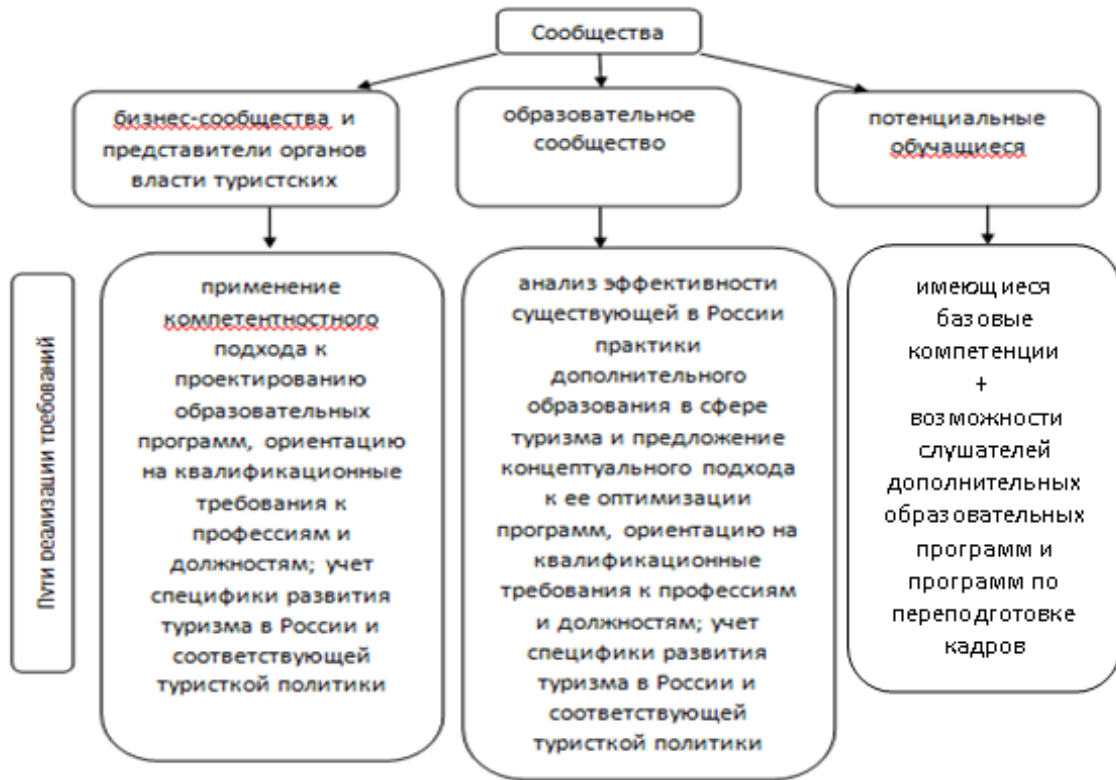 Сообщества
бизнес-сообщества и
представители органов
власти туристских
образовательное
сообщество
потенциальные
обучащиеся
Пути реализации требований
применение
компетентностного
подхода к
проектированию
образовательных
программ, ориентацию
на квалификационные
требования к
профессиям и
должностям; учет
специфики развития
туризма в России и
соответствующей
туристкой политики
анализ эффективности
существующей в России
практики
дополнительного
образования в сфере
туризма и предложение
концептуального подхода
к ее оптимизации
программ, ориентацию на
квалификационные
требования к профессиям
и должностям; учет
специфики развития
туризма в России и
соответствующей
туристкой политики
имеющиеся
базовые
компетенции
+
возможности
слушателей
дополнительных
образовательных
программ и
программ по
переподготовке
кадров